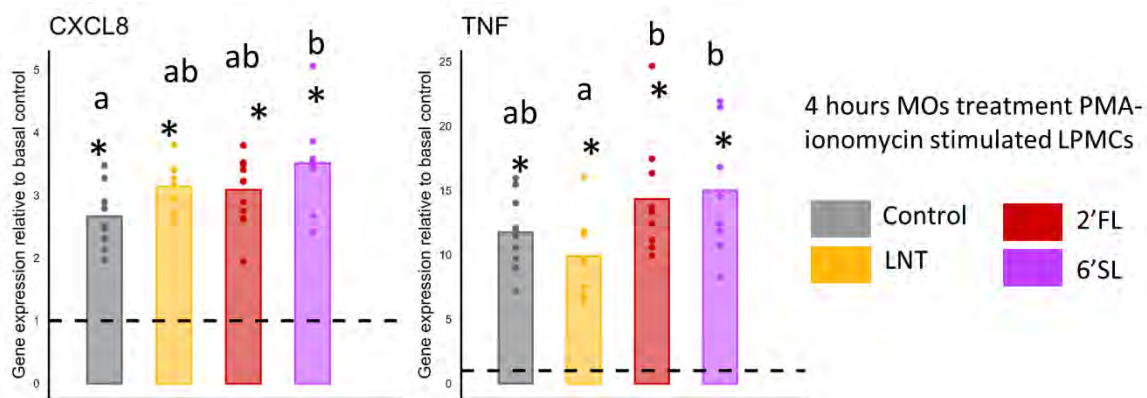 CXCL8
Gene expression relative to basal control
5
4
3
2
1
0
a
*
ab
*
ab
*
b
*
TNF
Gene expression relative to basal control
25
20
15
10
5
0
ab
*
a
*
b
*
b
*
4 hours MOs treatment PMA-
ionomycin stimulated LPMCs
Control
2'FL
LNT
6'SL